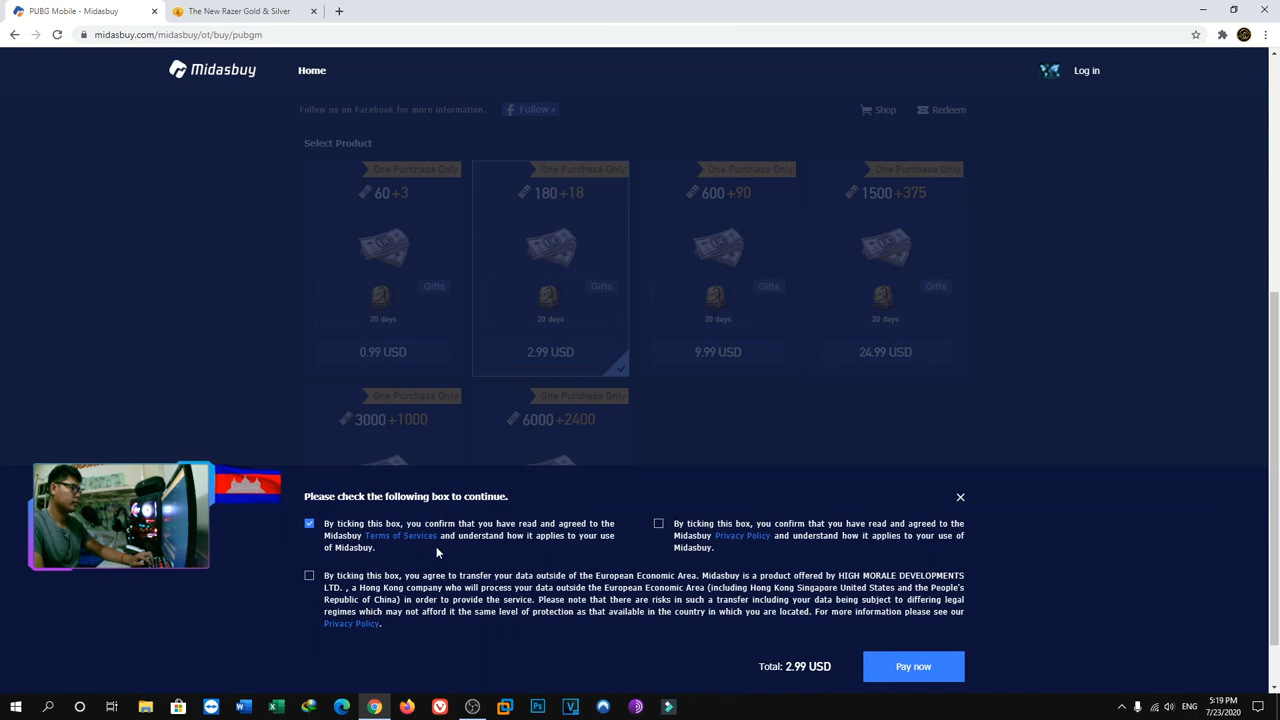 PUBG Mobile - Midasbuy
The New Razer Gold & Silver
midasbuy.com/midasbuy/ot/buy/pubgm
Midasbuy
Home
Log in
Follow us on Facebook for more information.
Follow
Shop
Redeem
Select Product
One Purchase Only
One Purchase Only
One Purchase Only
One Purchase Only
60+3
180+18
600+90
1500+375
Gifts
Gifts
Gifts
Gifts
20 days
20 days
20 days
20 days
0.99 USD
2.99 USD
9.99 USD
24.99 USD
One Purchase Only
One Purchase Only
3000+1000
6000+2400
Please check the following box to continue.
By ticking this box, you confirm that you have read and agreed to the
Midasbuy Terms of Services and understand how it applies to your use
of Midasbuy.
By ticking this box, you confirm that you have read and agreed to the
Midasbuy Privacy Policy and understand how it applies to your use of
Midasbuy.
By ticking this box, you agree to transfer your data outside of the European Economic Area. Midasbuy is a product offered by HIGH MORALE DEVELOPMENTS
LTD. , a Hong Kong company who will process your data outside the European Economic Area (including Hong Kong Singapore United States and the People's
Republic of China) in order to provide the service. Please note that there are risks in such a transfer including your data being subject to differing legal
regimes which may not afford it the same level of protection as that available in the country in which you are located. For more information please see our
Privacy Policy.
Total: 2.99 USD
Pay now
ENG
5:19 PM
7/23/2020